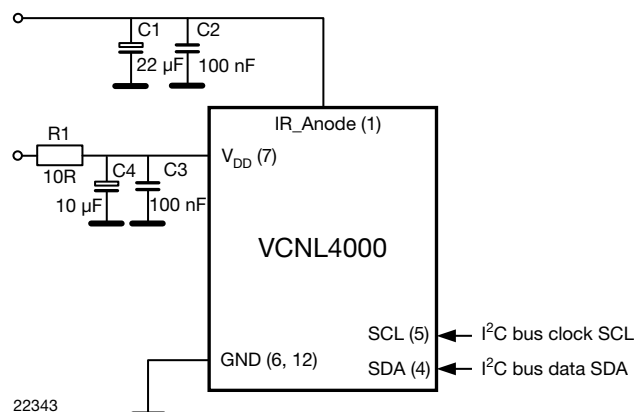 C1 C2
22 µF 100 nF
IR_Anode (1)
R1
10R
C4 C3
10 µF 100 nF
VDD (7)
VCNL4000
SCL (5) I²C bus clock SCL
GND (6, 12) SDA (4) I²C bus data SDA
22343